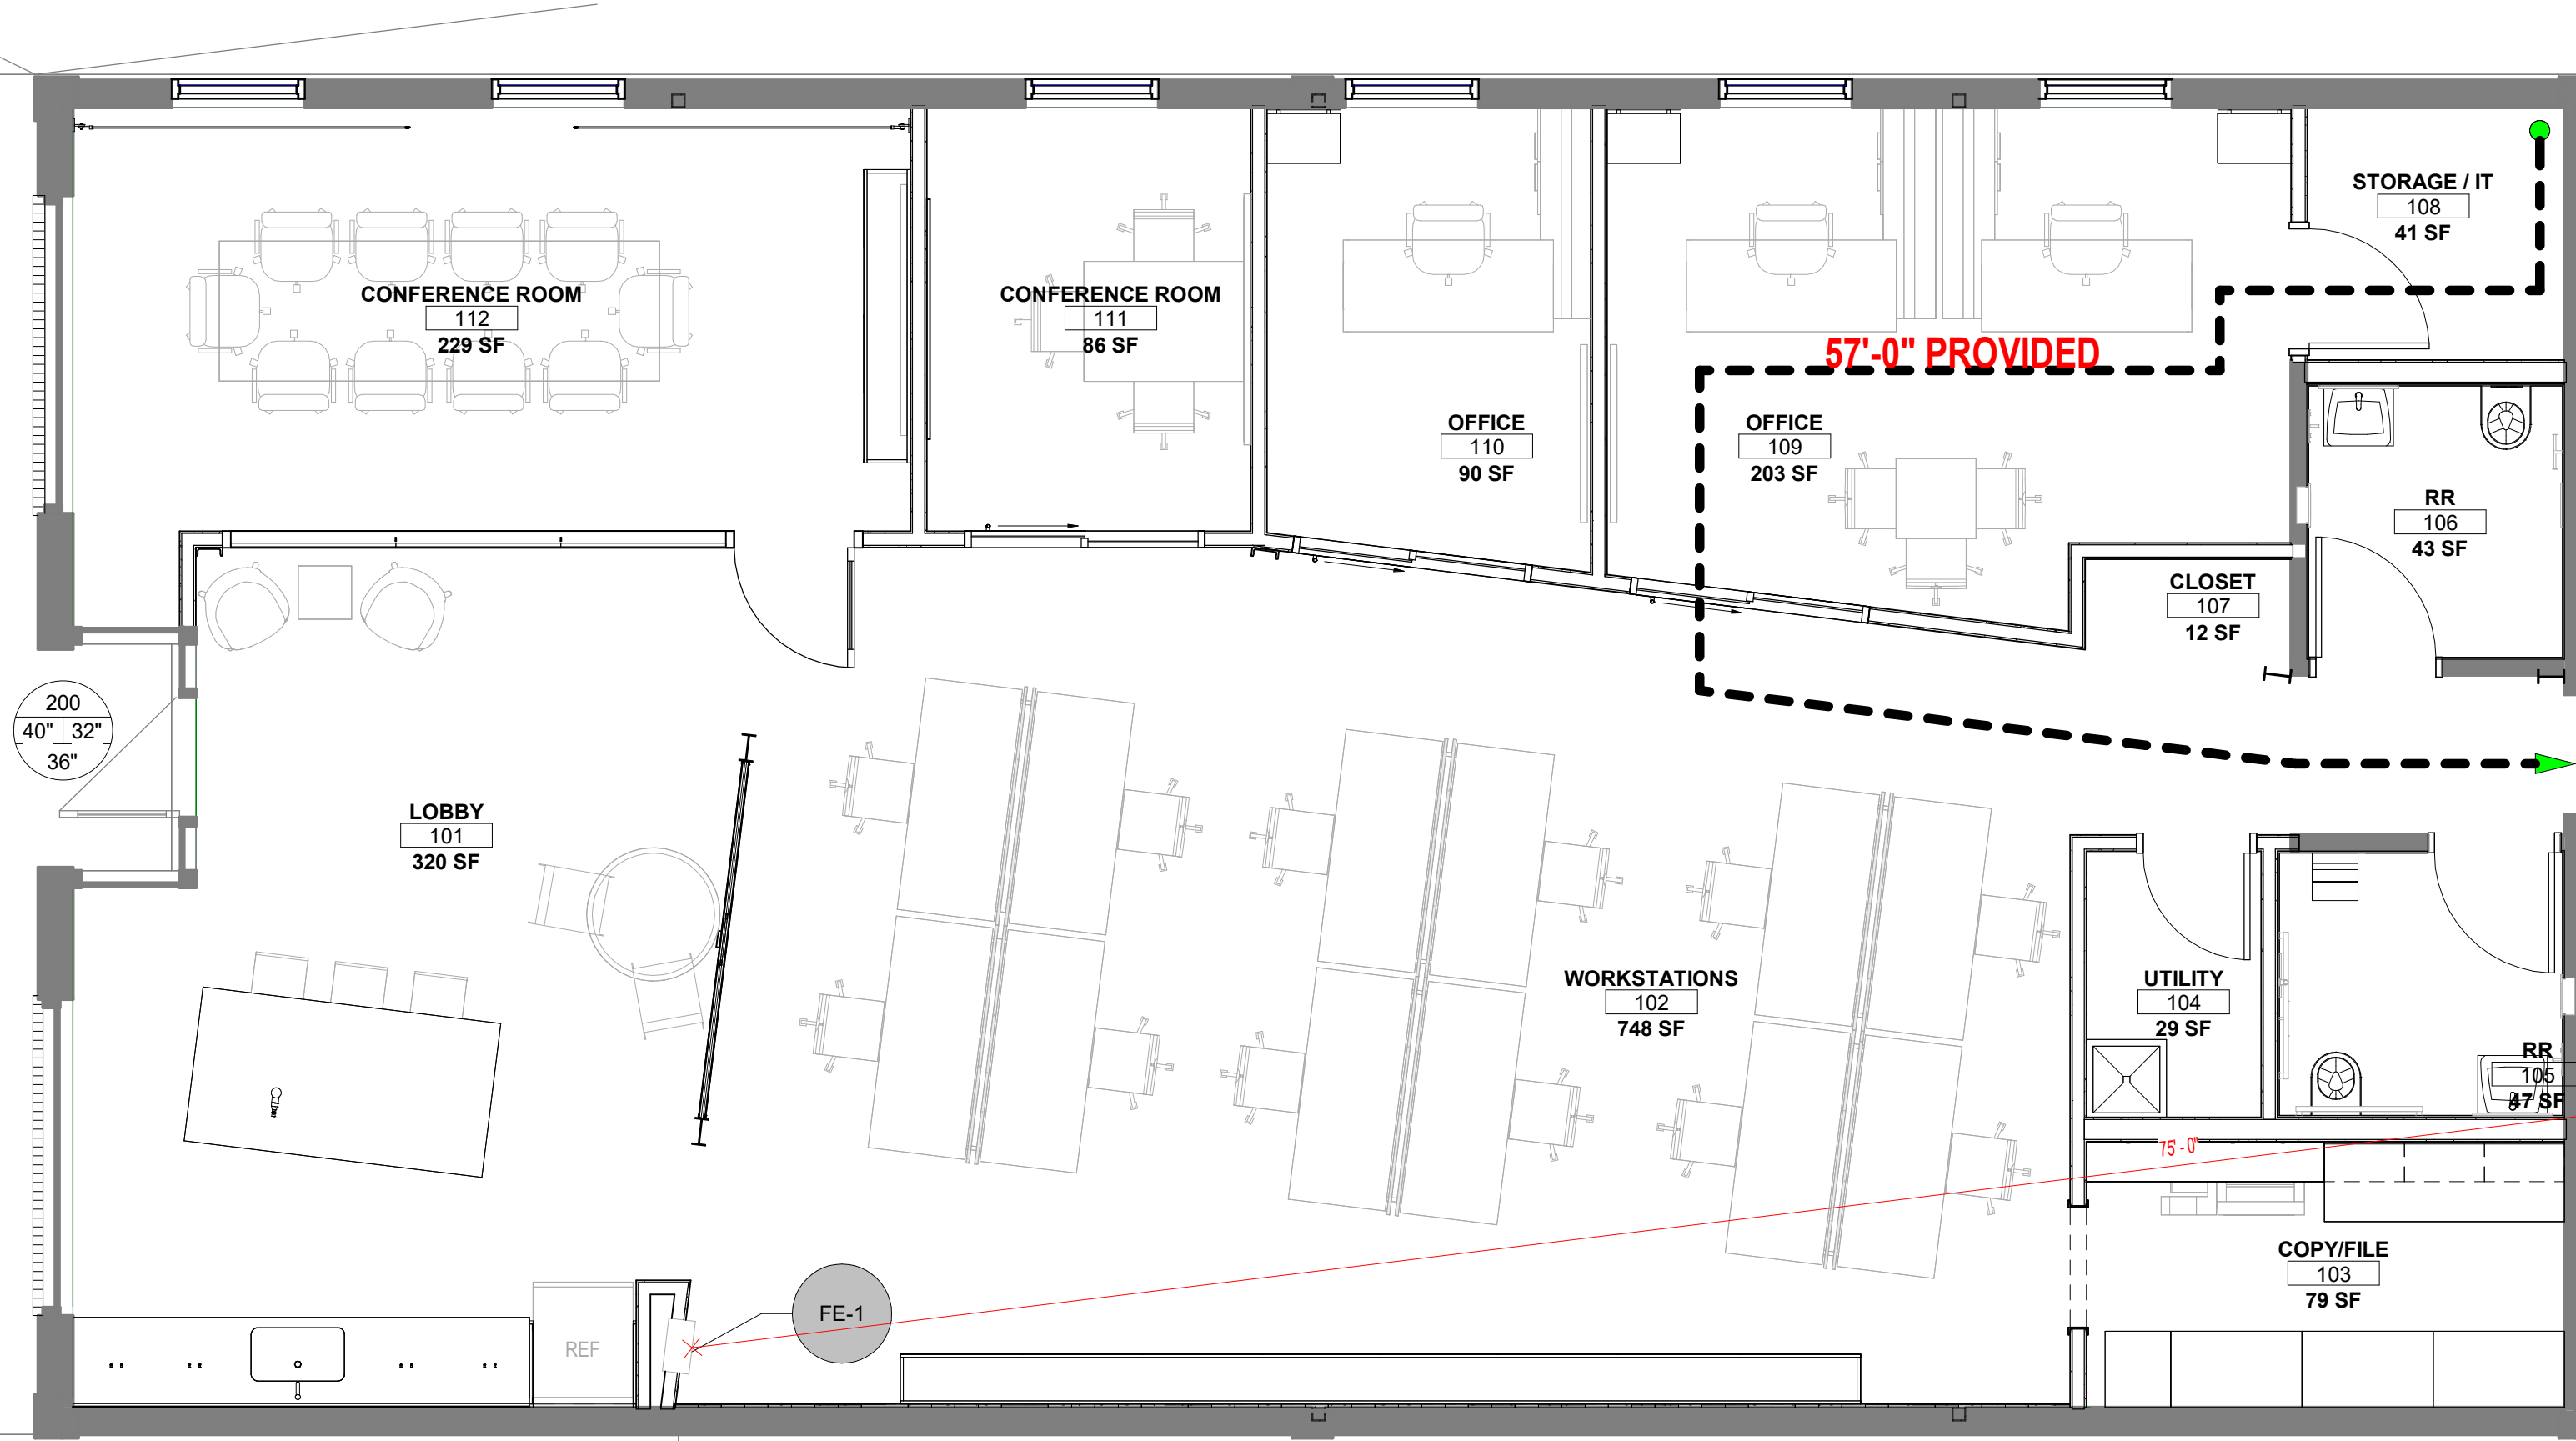 STORAGE / IT
108
41 SF
CONFERENCE ROOM
112
229 SF
CONFERENCE ROOM
111
86 SF
57'-0" PROVIDED
OFFICE
110
90 SF
OFFICE
109
203 SF
RR
106
43 SF
CLOSET
107
12 SF
200
40" 32"
36"
LOBBY
101
320 SF
WORKSTATIONS
102
748 SF
UTILITY
104
29 SF
RR
105
47 SF
75' - 0"
COPY/FILE
103
79 SF
FE-1
REF